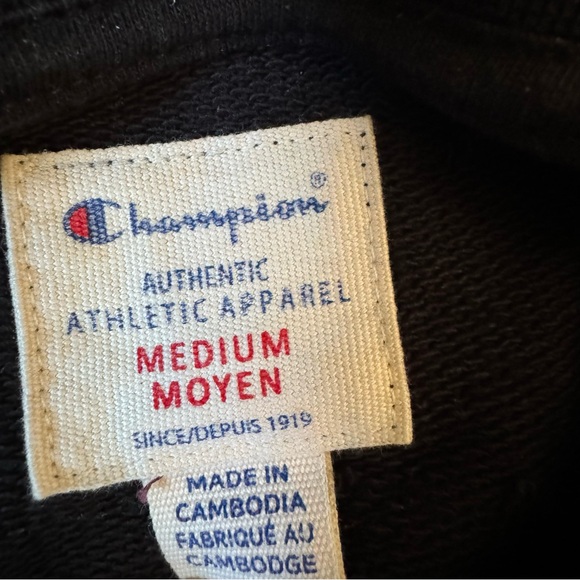 Champion®
AUTHENTIC
ATHLETIC APPAREL
MEDIUM
MOYEN
SINCE/DEPUIS 1919
MADE IN
CAMBODIA
FABRIQUÉ AU
CAMBODGE